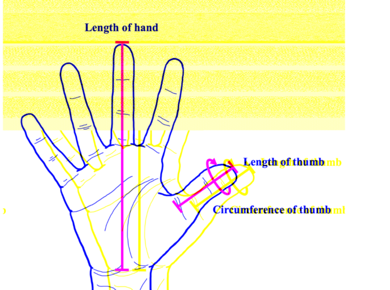 Length of hand
Length of thumb
Circumference of thumb